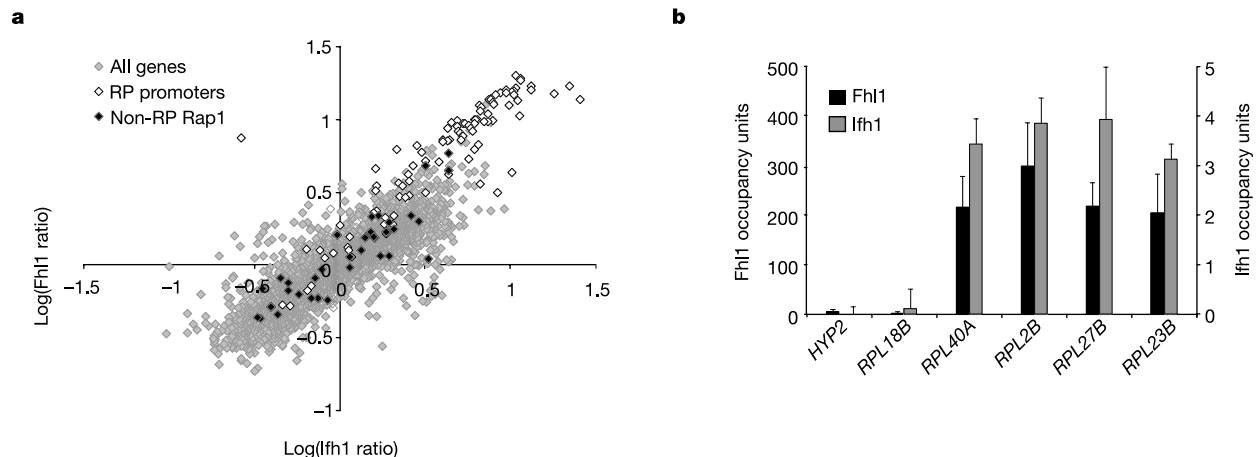 a
Log(Fhl1 ratio)
1.5
1
0.5
0
−0.5
−1
All genes
RP promoters
Non-RP Rap1
−1.5
−1.0
−0.5
0
0.5
1
1.5
Log(Ifh1 ratio)
b
Fhl1 occupancy units
500
400
300
200
100
0
Fhl1
Ifh1
5
4
3
2
1
0
Ifh1 occupancy units
HYP2
RPL18B
RPL40A
RPL2B
RPL27B
RPL23B